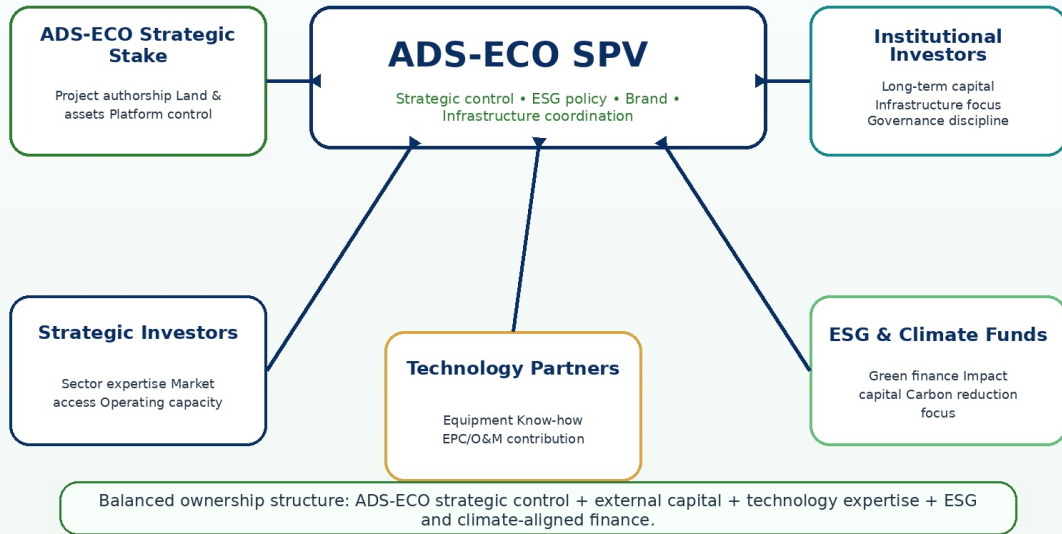 ADS-ECO Strategic
Stake
Project authorship Land &
assets Platform control
ADS-ECO SPV
Strategic control • ESG policy • Brand •
Infrastructure coordination
Institutional
Investors
Long-term capital
Infrastructure focus
Governance discipline
Strategic Investors
Sector expertise Market
access Operating capacity
Technology Partners
Equipment Know-how
EPC/O&M contribution
ESG & Climate Funds
Green finance Impact
capital Carbon reduction
focus
Balanced ownership structure: ADS-ECO strategic control + external capital + technology expertise + ESG
and climate-aligned finance.